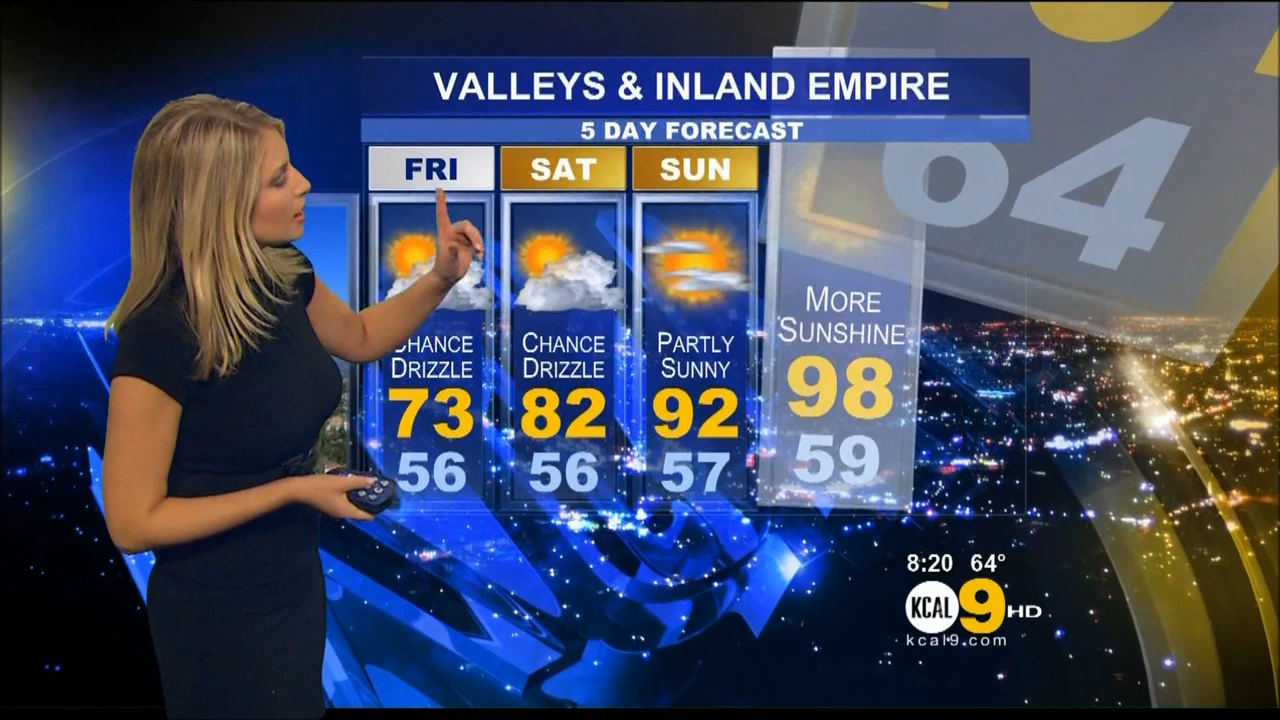 VALLEYS & INLAND EMPIRE
5 DAY FORECAST
FRI SAT SUN
CHANCE DRIZZLE
73
56
CHANCE DRIZZLE
82
56
PARTLY SUNNY
92
57
MORE SUNSHINE
98
59
64
8:20 64°
KCAL 9 HD
kcal9.com